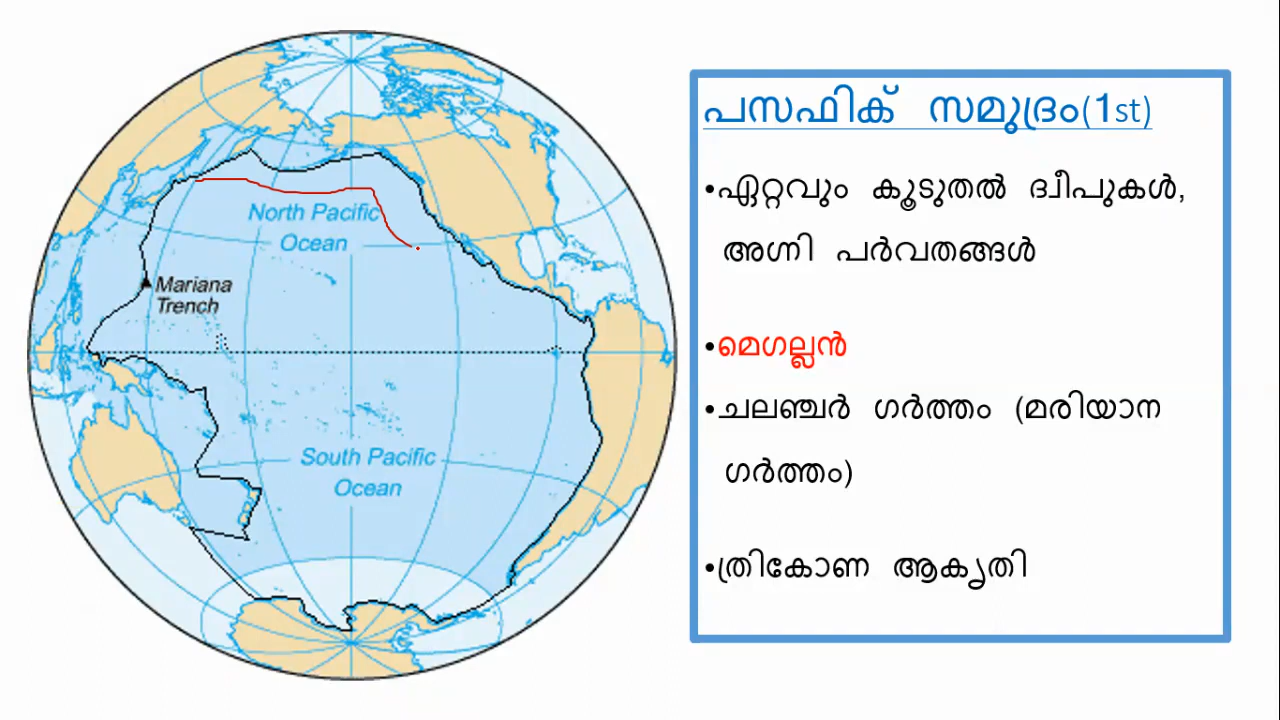 North Pacific
Ocean
Mariana
Trench
South Pacific
Ocean
പസഫിക് സമുദ്രം(1st)
•ഏറ്റവും കൂടുതൽ ദ്വീപുകൾ,
അഗ്നി പർവതങ്ങൾ
•മെഗല്ലൻ
•ചലഞ്ചർ ഗർത്തം (മരിയാന
ഗർത്തം)
•ത്രികോണ ആകൃതി